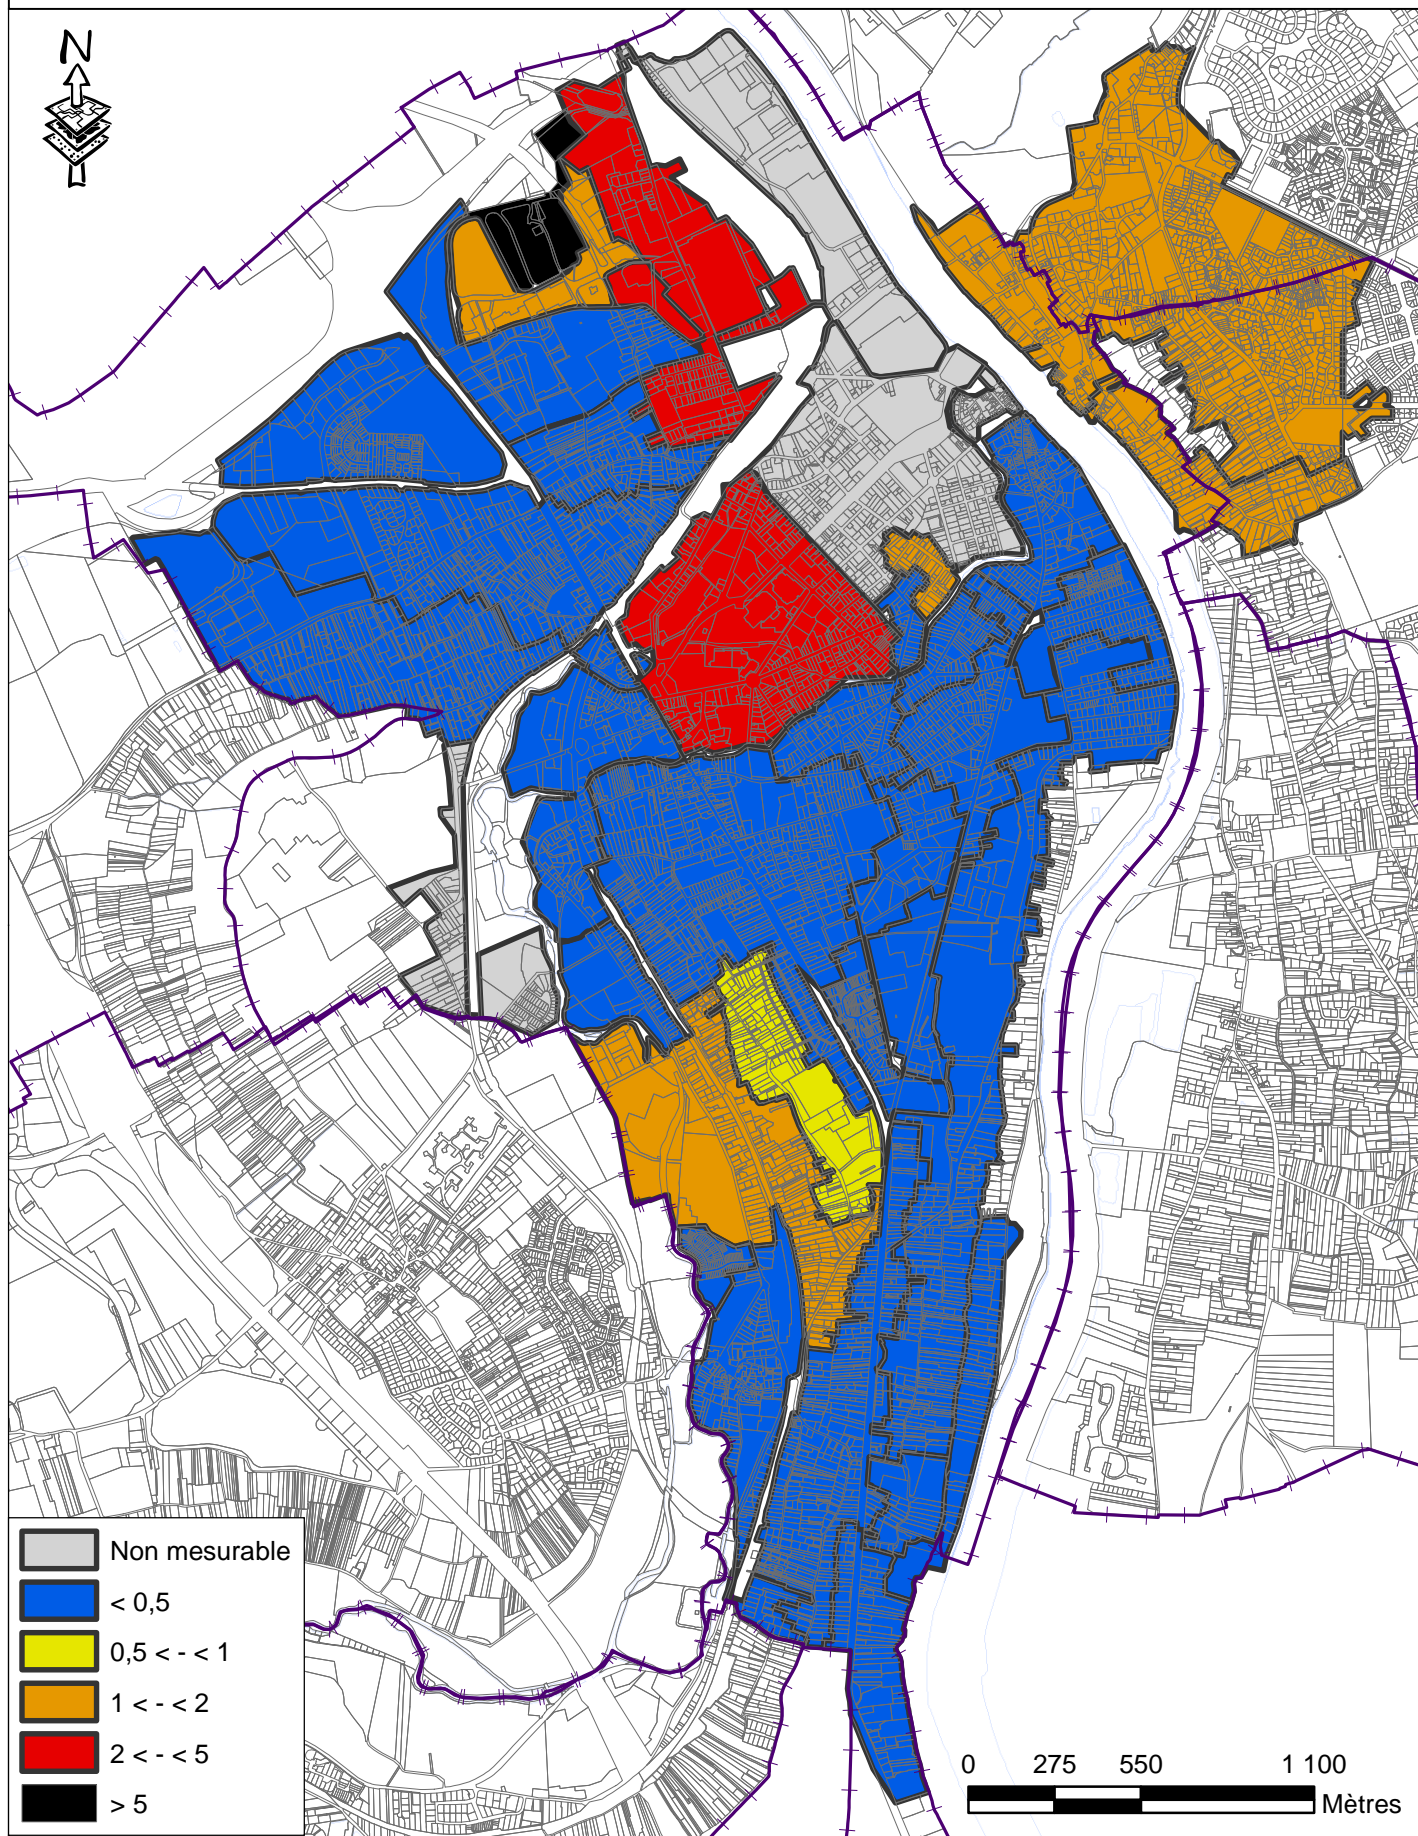 N
Non mesurable
< 0,5
0,5 < - < 1
1 < - < 2
2 < - < 5
> 5
0 275 550 1 100
Mètres